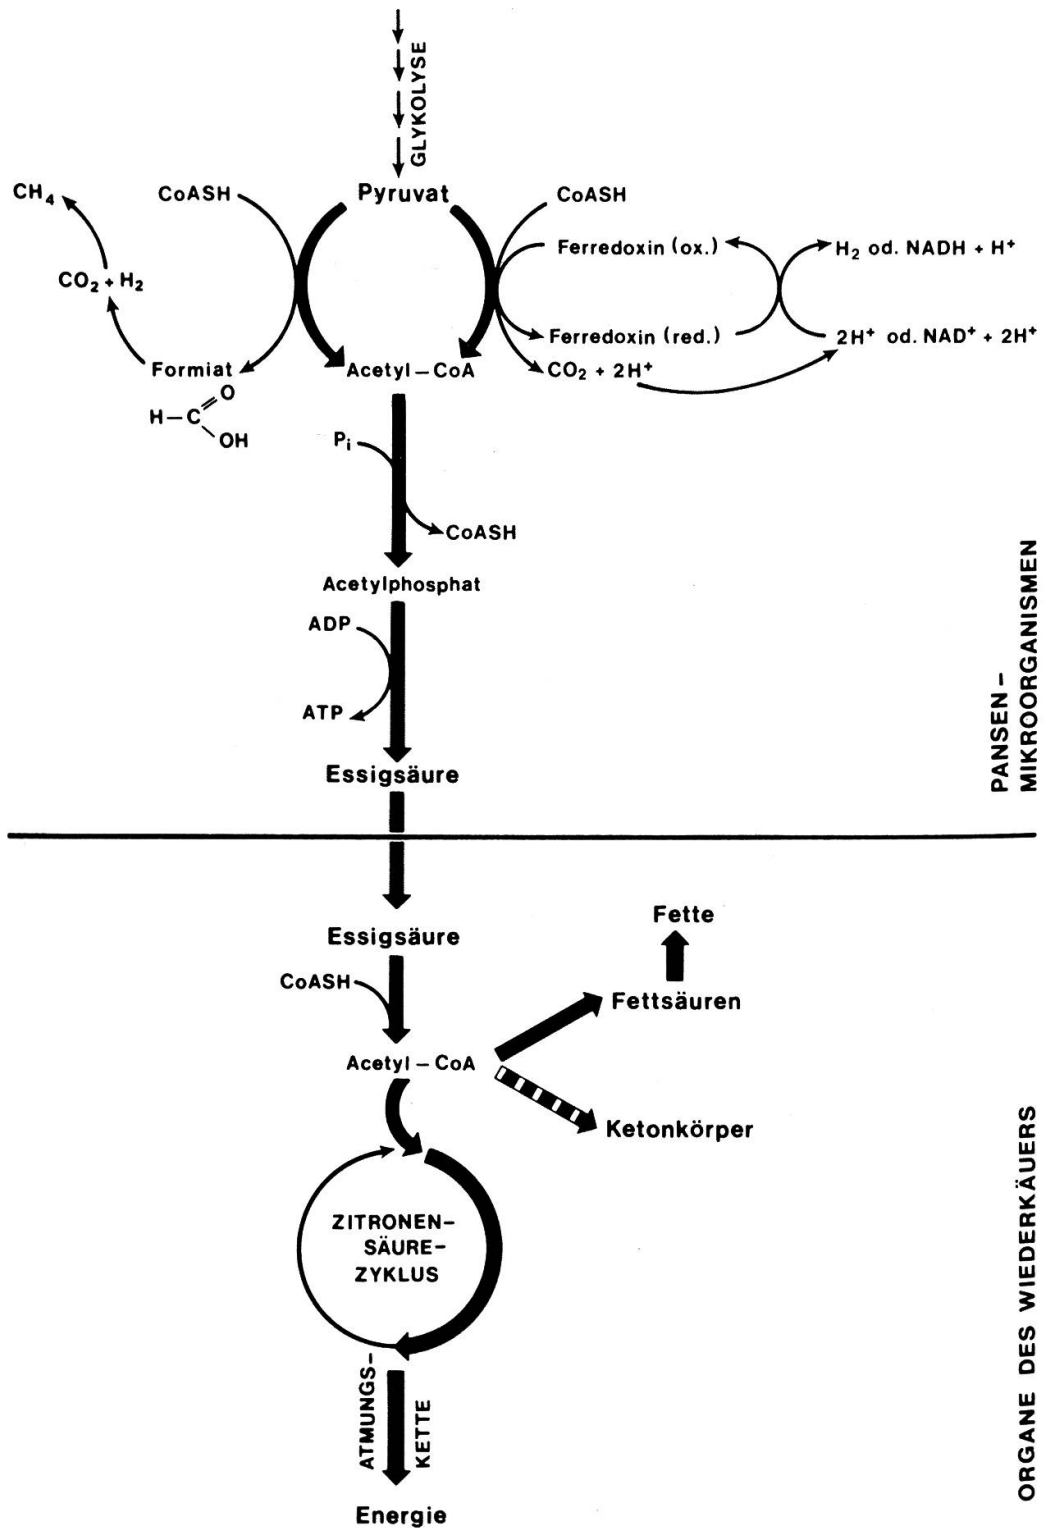 GLYKOLYSE
CH₄
CoASH
Pyruvat
CoASH
Ferredoxin (ox.)
H₂ od. NADH + H⁺
CO₂ + H₂
Ferredoxin (red.)
2H⁺ od. NAD⁺ + 2H⁺
Formiat
Acetyl – CoA
CO₂ + 2H⁺
O
H – C
OH
Pᵢ
CoASH
Acetylphosphat
ADP
ATP
Essigsäure
PANSEN –
MIKROORGANISMEN
Essigsäure
Fette
CoASH
Fettsäuren
Acetyl – CoA
Ketonkörper
ZITRONEN–
SÄURE–
ZYKLUS
ATMUNGS–
KETTE
Energie
ORGANE DES WIEDERKÄUERS